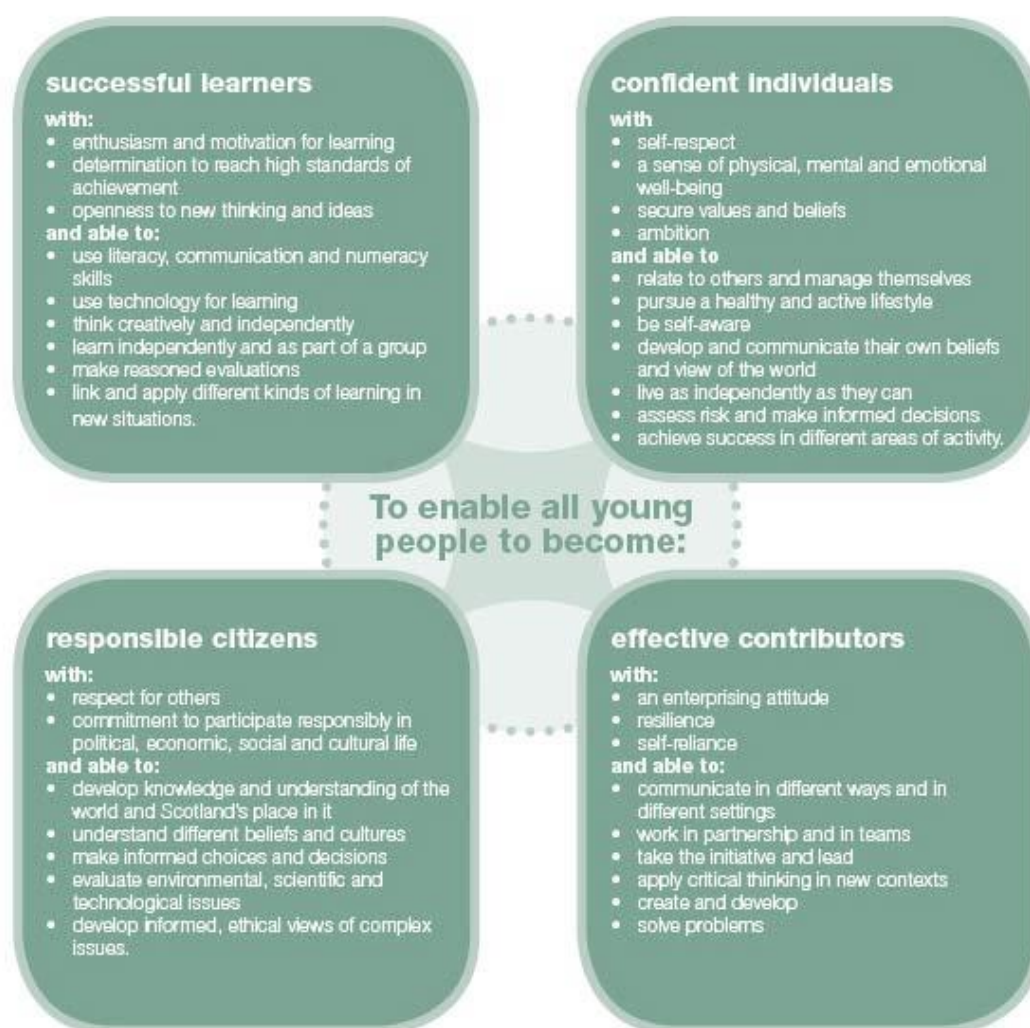 successful learners
with:
• enthusiasm and motivation for learning
• determination to reach high standards of
achievement
• openness to new thinking and ideas
and able to:
• use literacy, communication and numeracy
skills
• use technology for learning
• think creatively and independently
• learn independently and as part of a group
• make reasoned evaluations
• link and apply different kinds of learning in
new situations.
confident individuals
with
• self-respect
• a sense of physical, mental and emotional
well-being
• secure values and beliefs
• ambition
and able to
• relate to others and manage themselves
• pursue a healthy and active lifestyle
• be self-aware
• develop and communicate their own beliefs
and view of the world
• live as independently as they can
• assess risk and make informed decisions
• achieve success in different areas of activity.
To enable all young
people to become:
responsible citizens
with:
• respect for others
• commitment to participate responsibly in
political, economic, social and cultural life
and able to:
• develop knowledge and understanding of the
world and Scotland's place in it
• understand different beliefs and cultures
• make informed choices and decisions
• evaluate environmental, scientific and
technological issues
• develop informed, ethical views of complex
issues.
effective contributors
with:
• an enterprising attitude
• resilience
• self-reliance
and able to:
• communicate in different ways and in
different settings
• work in partnership and in teams
• take the initiative and lead
• apply critical thinking in new contexts
• create and develop
• solve problems